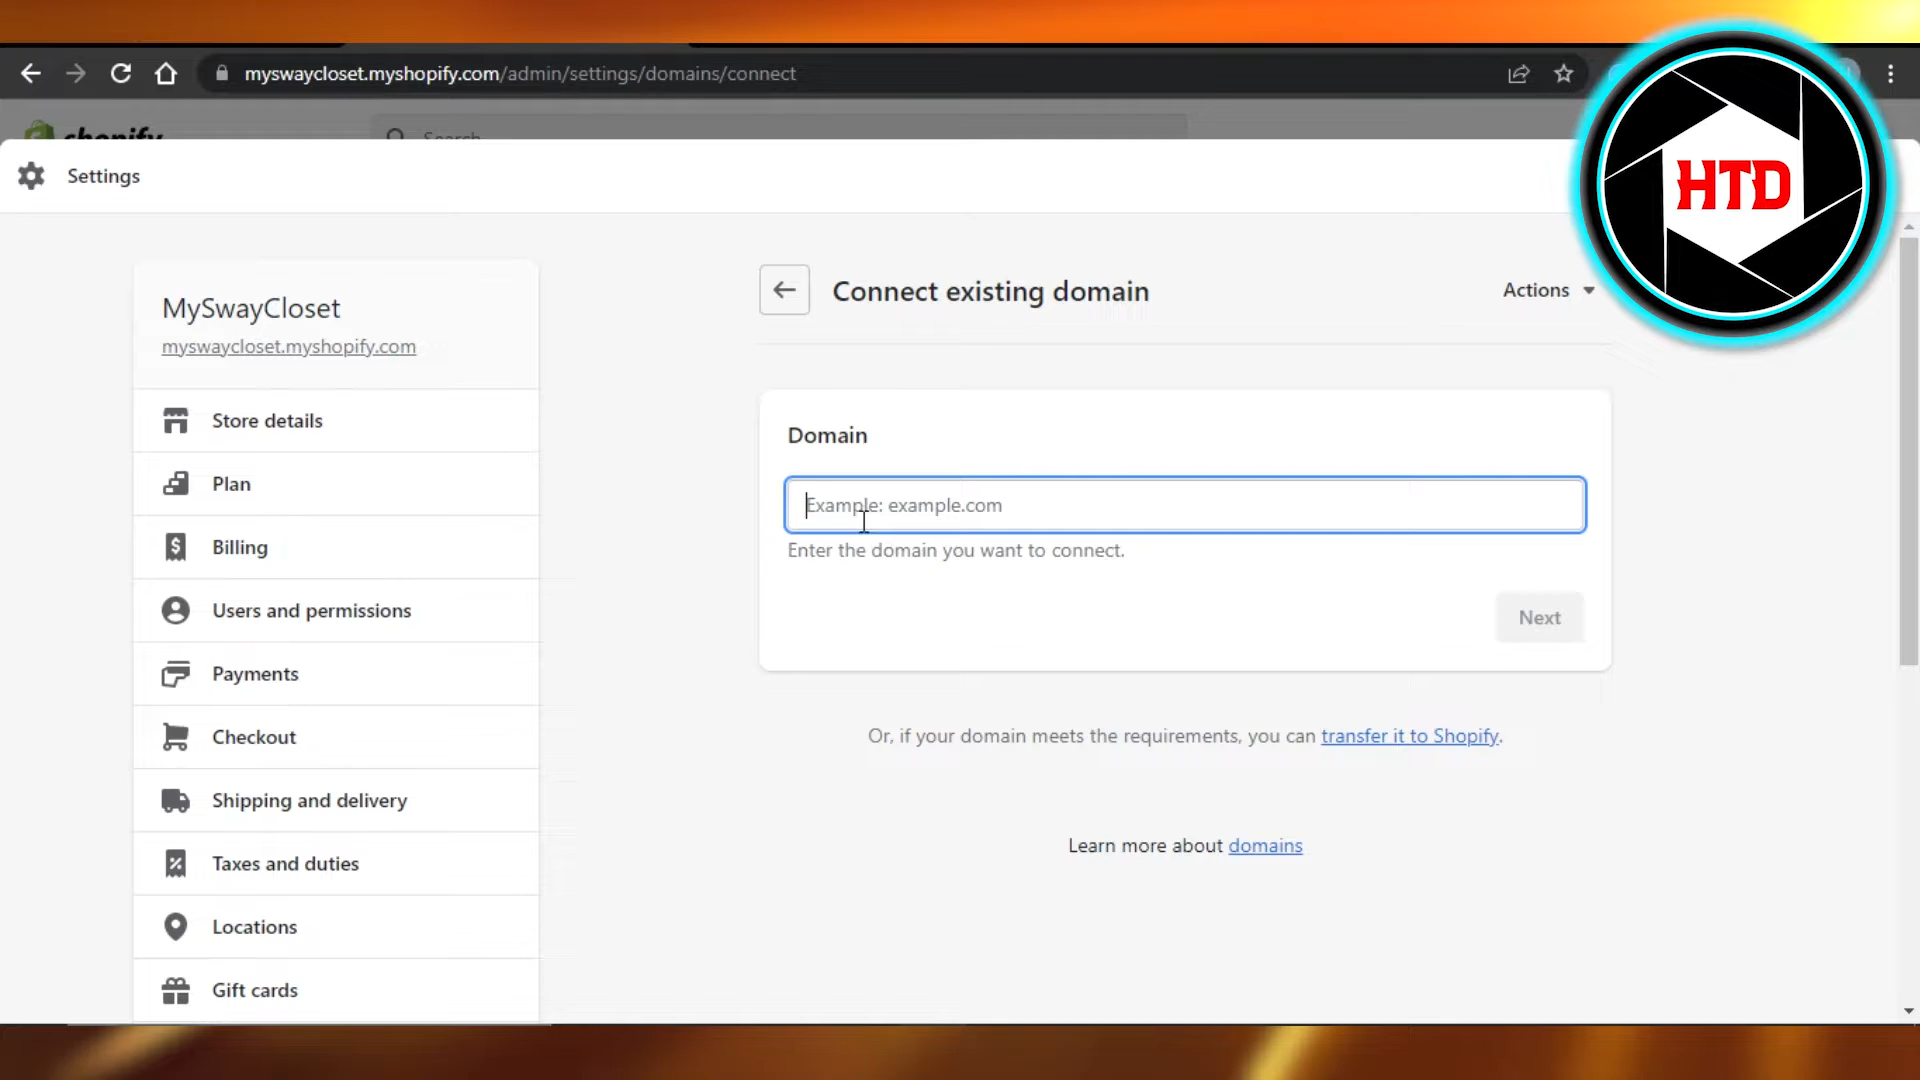 myswaycloset.myshopify.com/admin/settings/domains/connect
shopify
Search
HTD
Settings
MySwayCloset
myswaycloset.myshopify.com
Store details
Plan
Billing
Users and permissions
Payments
Checkout
Shipping and delivery
Taxes and duties
Locations
Gift cards
Connect existing domain
Actions
Domain
Example: example.com
Enter the domain you want to connect.
Next
Or, if your domain meets the requirements, you can transfer it to Shopify.
Learn more about domains